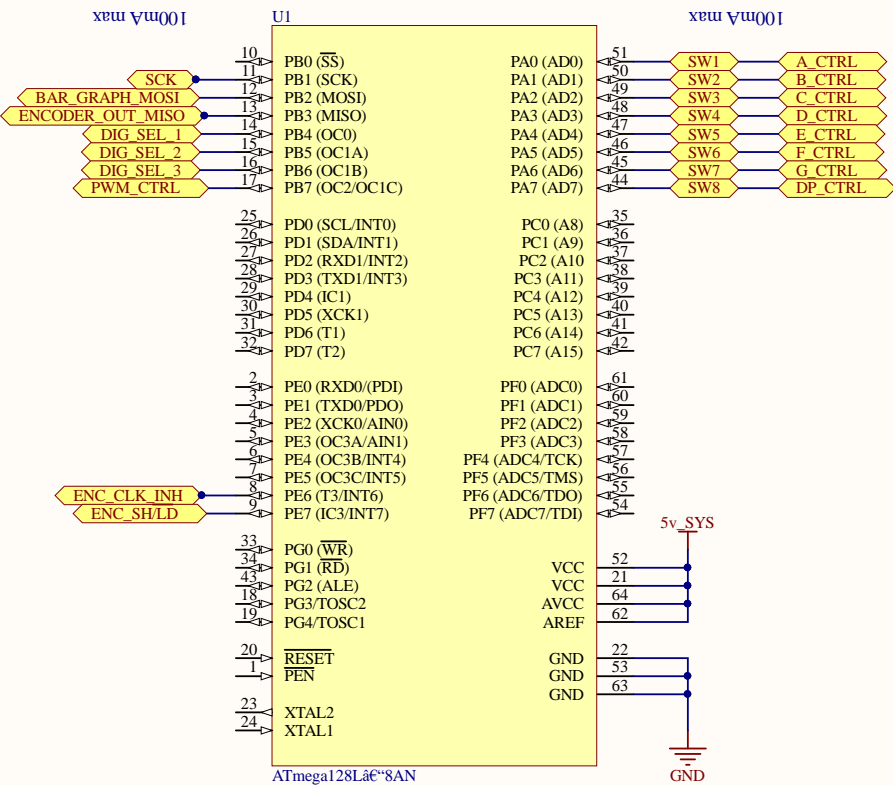 100mA max
U1
100mA max
10 PB0 (SS) PA0 (AD0) 51 SW1 A_CTRL
SCK 11 PB1 (SCK) PA1 (AD1) 50 SW2 B_CTRL
BAR_GRAPH_MOSI 12 PB2 (MOSI) PA2 (AD2) 49 SW3 C_CTRL
ENCODER_OUT_MISO 13 PB3 (MISO) PA3 (AD3) 48 SW4 D_CTRL
DIG_SEL_1 14 PB4 (OC0) PA4 (AD4) 47 SW5 E_CTRL
DIG_SEL_2 15 PB5 (OC1A) PA5 (AD5) 46 SW6 F_CTRL
DIG_SEL_3 16 PB6 (OC1B) PA6 (AD6) 45 SW7 G_CTRL
PWM_CTRL 17 PB7 (OC2/OC1C) PA7 (AD7) 44 SW8 DP_CTRL
25 PD0 (SCL/INT0) PC0 (A8) 35
26 PD1 (SDA/INT1) PC1 (A9) 36
27 PD2 (RXD1/INT2) PC2 (A10 37
28 PD3 (TXD1/INT3) PC3 (A11) 38
29 PD4 (IC1) PC4 (A12) 39
30 PD5 (XCK1) PC5 (A13) 40
31 PD6 (T1) PC6 (A14) 41
32 PD7 (T2) PC7 (A15) 42
2 PE0 (RXD0/(PDI) PF0 (ADC0) 61
3 PE1 (TXD0/PDO) PF1 (ADC1) 60
4 PE2 (XCK0/AIN0) PF2 (ADC2) 59
5 PE3 (OC3A/AIN1) PF3 (ADC3) 58
6 PE4 (OC3B/INT4) PF4 (ADC4/TCK) 57
7 PE5 (OC3C/INT5) PF5 (ADC5/TMS) 56
ENC_CLK_INH 8 PE6 (T3/INT6) PF6 (ADC6/TDO) 55
ENC_SH/LD 9 PE7 (IC3/INT7) PF7 (ADC7/TDI) 54
5v_SYS
33 PG0 (WR)
34 PG1 (RD) VCC 52
43 PG2 (ALE) VCC 21
18 PG3/TOSC2 AVCC 64
19 PG4/TOSC1 AREF 62
20 RESET GND 22
1 PEN GND 53
GND 63
23 XTAL2
24 XTAL1
ATmega128Lâ€“8AN
GND